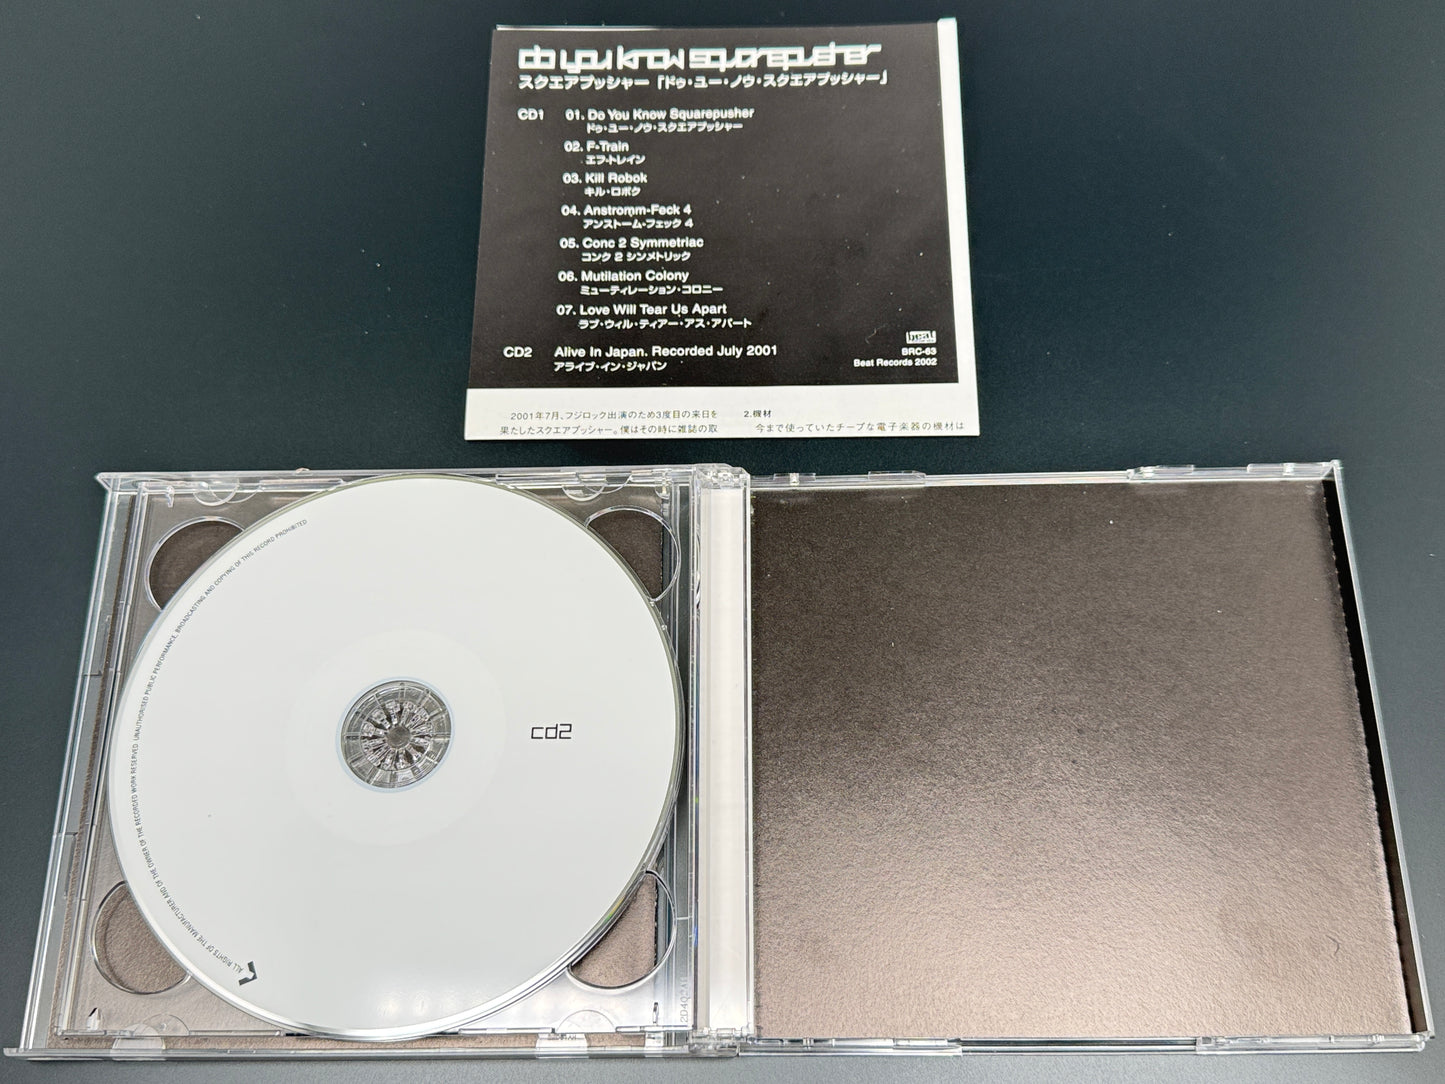 do you know squarepusher
スクエアプッシャー「ドゥ・ユー・ノウ・スクエアプッシャー」
CD1 01. Do You Know Squarepusher
ドゥ・ユー・ノウ・スクエアプッシャー
02. F-Train
エフ・トレイン
03. Kill Robok
キル・ロボク
04. Anstromm-Feck 4
アンストーム・フェック 4
05. Conc 2 Symmetriac
コンク 2 シンメトリック
06. Mutilation Colony
ミューティレーション・コロニー
07. Love Will Tear Us Apart
ラブ・ウィル・ティアー・アス・アパート
CD2 Alive In Japan. Recorded July 2001
アライブ・イン・ジャパン
BRC-63
Beat Records 2002
2001年7月、フジロック出演のため3度目の来日を
果たしたスクエアプッシャー。僕はその時に雑誌の取
2.機材
今まで使っていたチープな電子楽器の機材は
cd2
ALL RIGHTS OF THE MANUFACTURER AND OF THE OWNER OF THE RECORDED WORK RESERVED. UNAUTHORISED PUBLIC PERFORMANCE, BROADCASTING AND COPYING OF THIS RECORD PROHIBITED